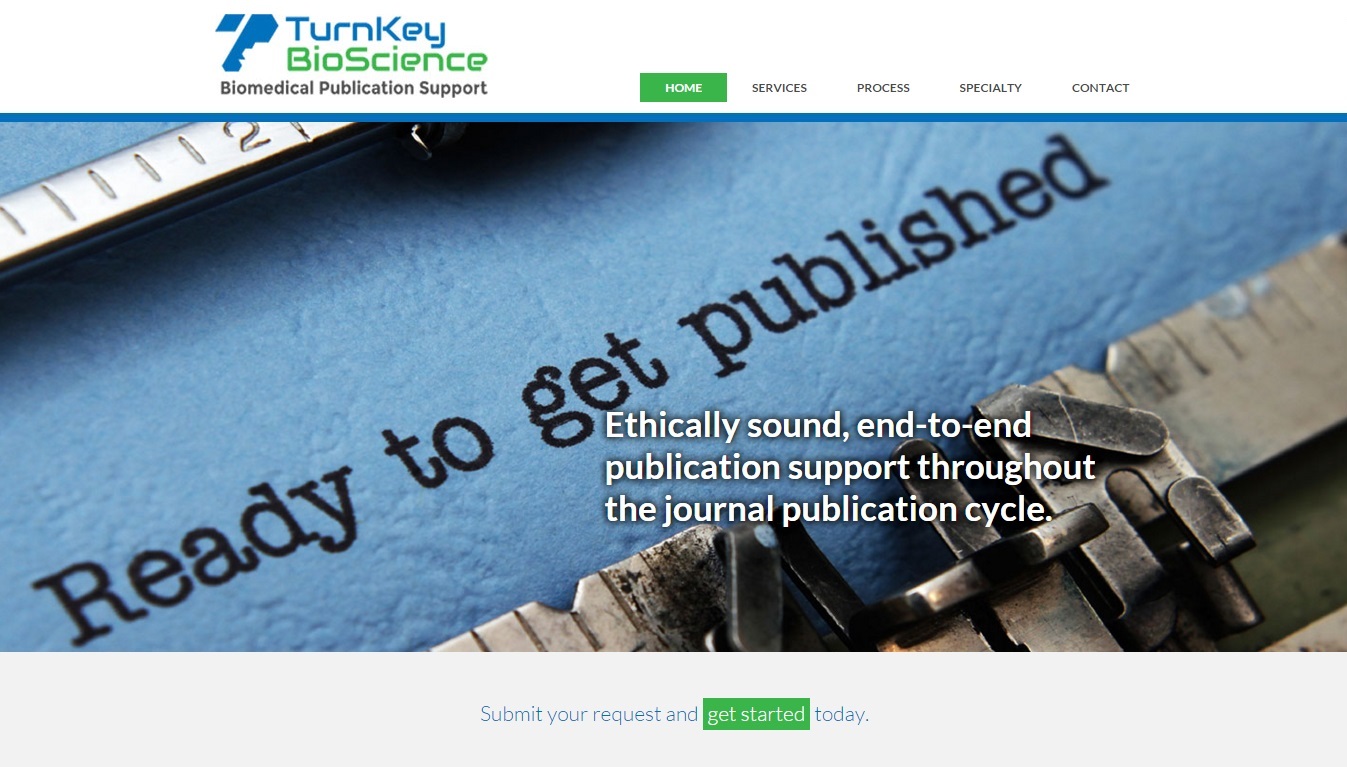 TurnKey
BioScience
Biomedical Publication Support
HOME SERVICES PROCESS SPECIALTY CONTACT
2
Ready to get published
Ethically sound, end-to-end
publication support throughout
the journal publication cycle.
Submit your request and get started today.